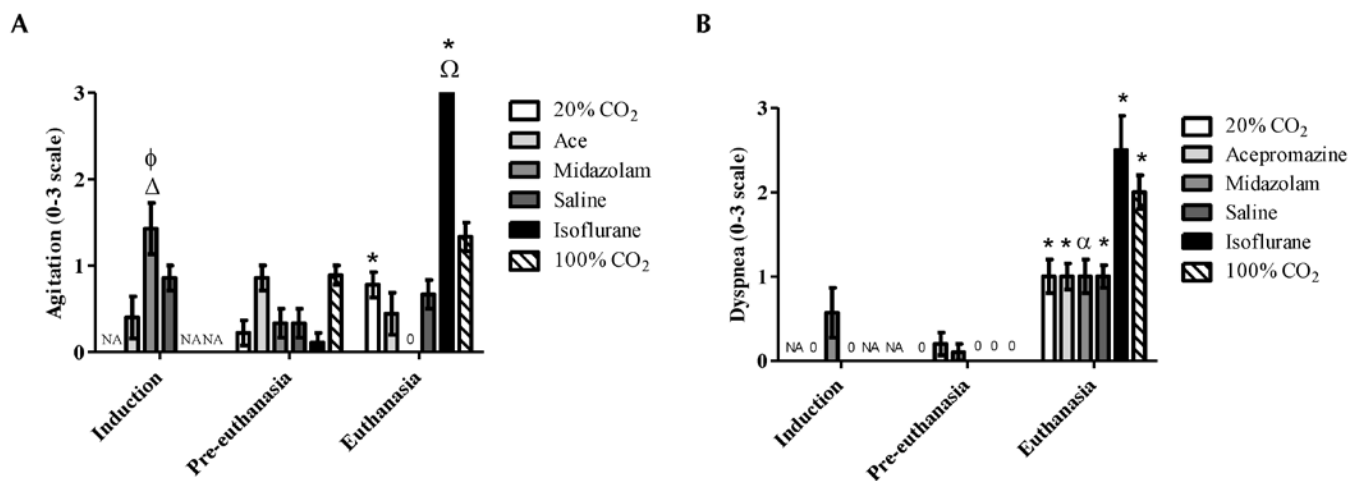 A
Agitation (0-3 scale)
3
2
1
0
NA
ϕ
Δ
NA NA
*
0
*
Ω
Induction
Pre-euthanasia
Euthanasia
20% CO₂
Ace
Midazolam
Saline
Isoflurane
100% CO₂
B
Dyspnea (0-3 scale)
3
2
1
0
NA 0
0 NA NA
0
0 0 0
* * α *
*
*
Induction
Pre-euthanasia
Euthanasia
20% CO₂
Acepromazine
Midazolam
Saline
Isoflurane
100% CO₂